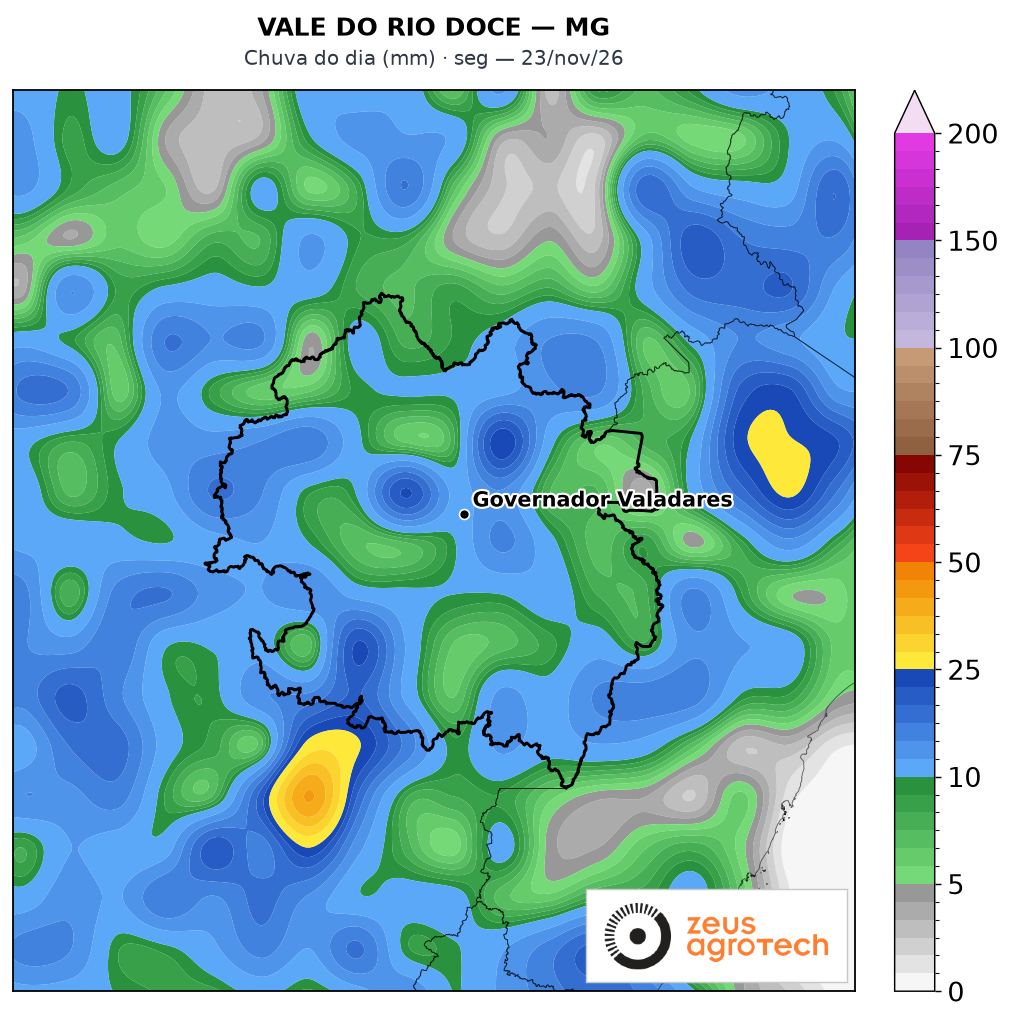 VALE DO RIO DOCE — MG
Chuva do dia (mm) · seg — 23/nov/26
200
150
100
75
50
25
10
5
0
Governador Valadares
zeus
agrotech